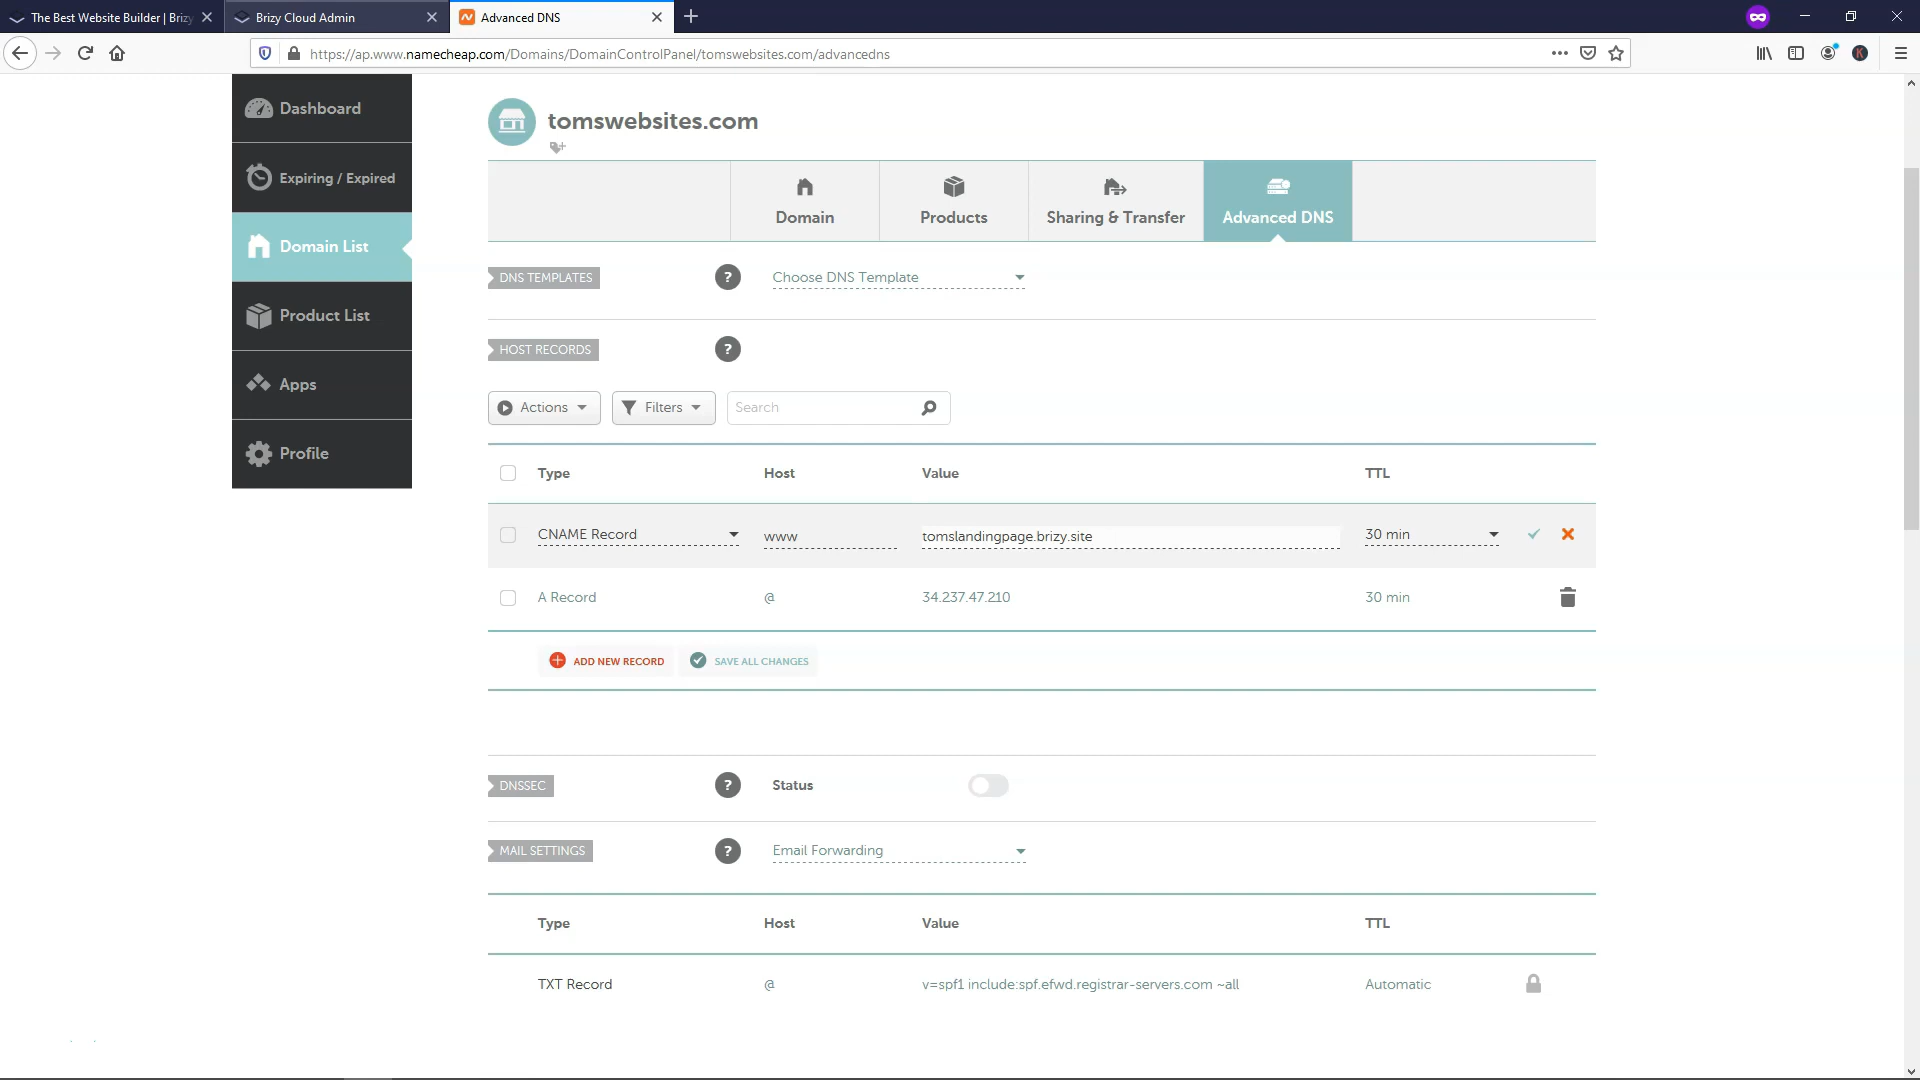 The Best Website Builder | Brizy
Brizy Cloud Admin
Advanced DNS
https://ap.www.namecheap.com/Domains/DomainControlPanel/tomswebsites.com/advancedns
K
Dashboard
Expiring / Expired
Domain List
Product List
Apps
Profile
tomswebsites.com
Domain
Products
Sharing & Transfer
Advanced DNS
DNS TEMPLATES
?
Choose DNS Template
HOST RECORDS
?
Actions
Filters
Search
Type Host Value TTL
CNAME Record www tomslandingpage.brizy.site 30 min
A Record @ 34.237.47.210 30 min
ADD NEW RECORD
SAVE ALL CHANGES
DNSSEC
?
Status
MAIL SETTINGS
?
Email Forwarding
Type Host Value TTL
TXT Record @ v=spf1 include:spf.efwd.registrar-servers.com ~all Automatic